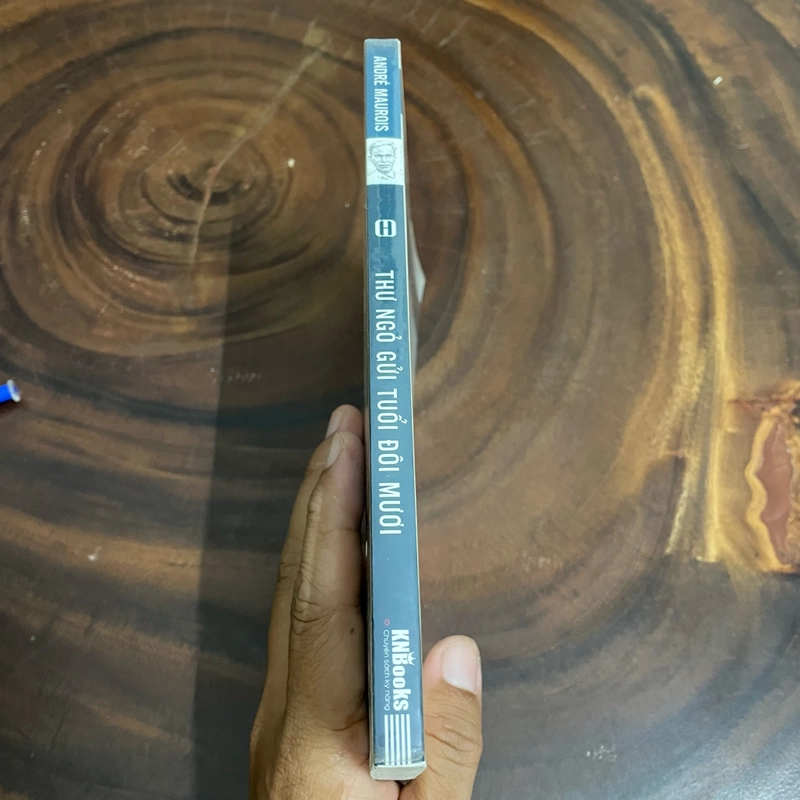 ANDRÉ MAUROIS
THƯ NGỎ GỬI TUỔI ĐÔI MƯƠI
KNBooks
Chuyên sách kỹ năng